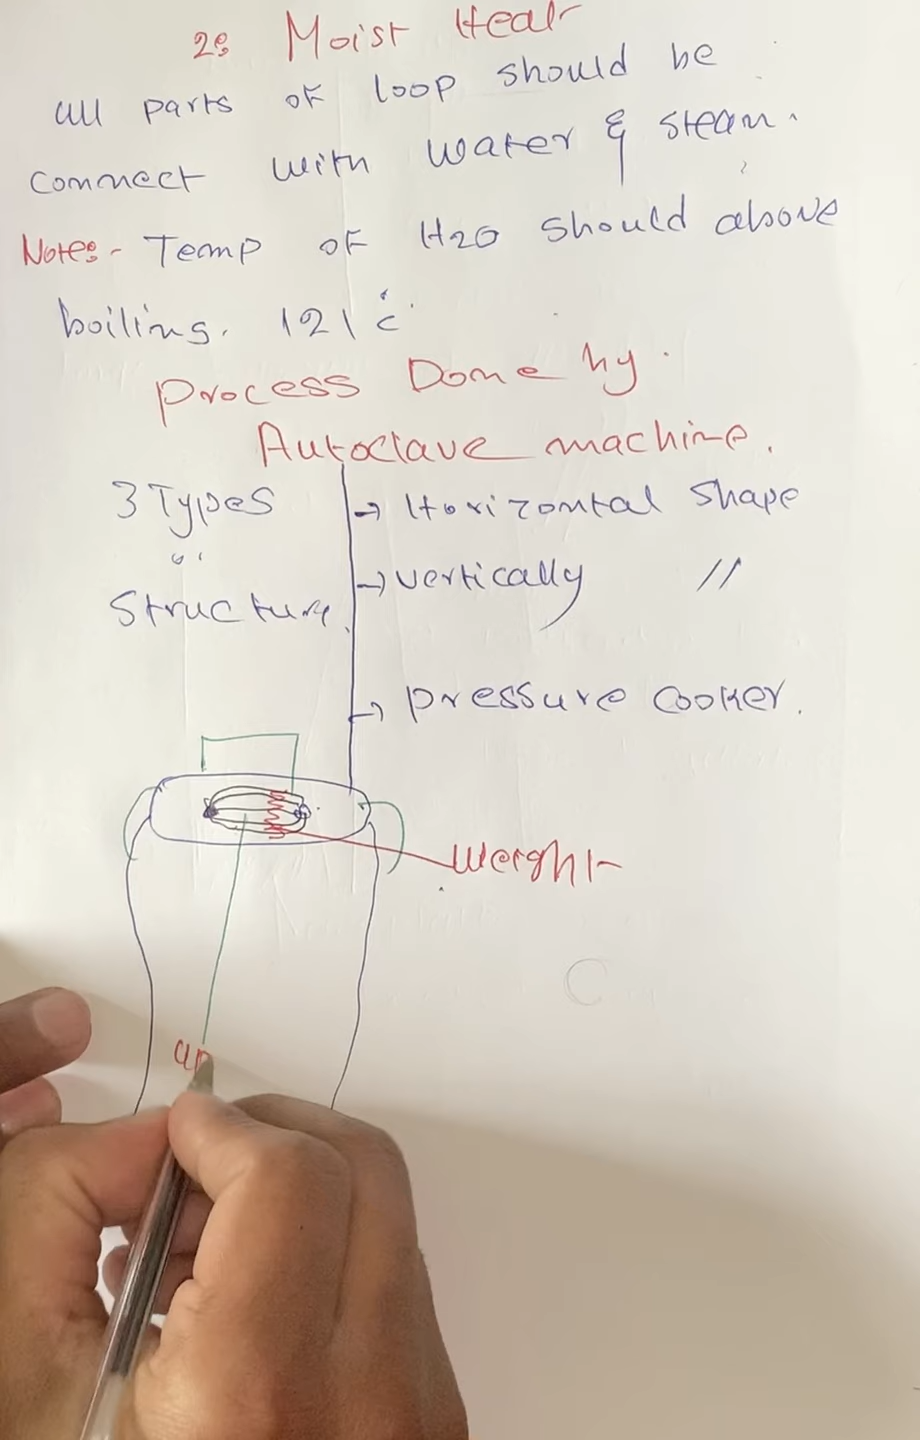 2: Moist Heat
all parts of loop should be
connect with water & steam.
Note:- Temp of H2O should above
boiling. 121 c
process Done by.
Autoclave machine.
3 Types → Horizontal shape
Structure. → vertically //
→ pressure cooker.
weight